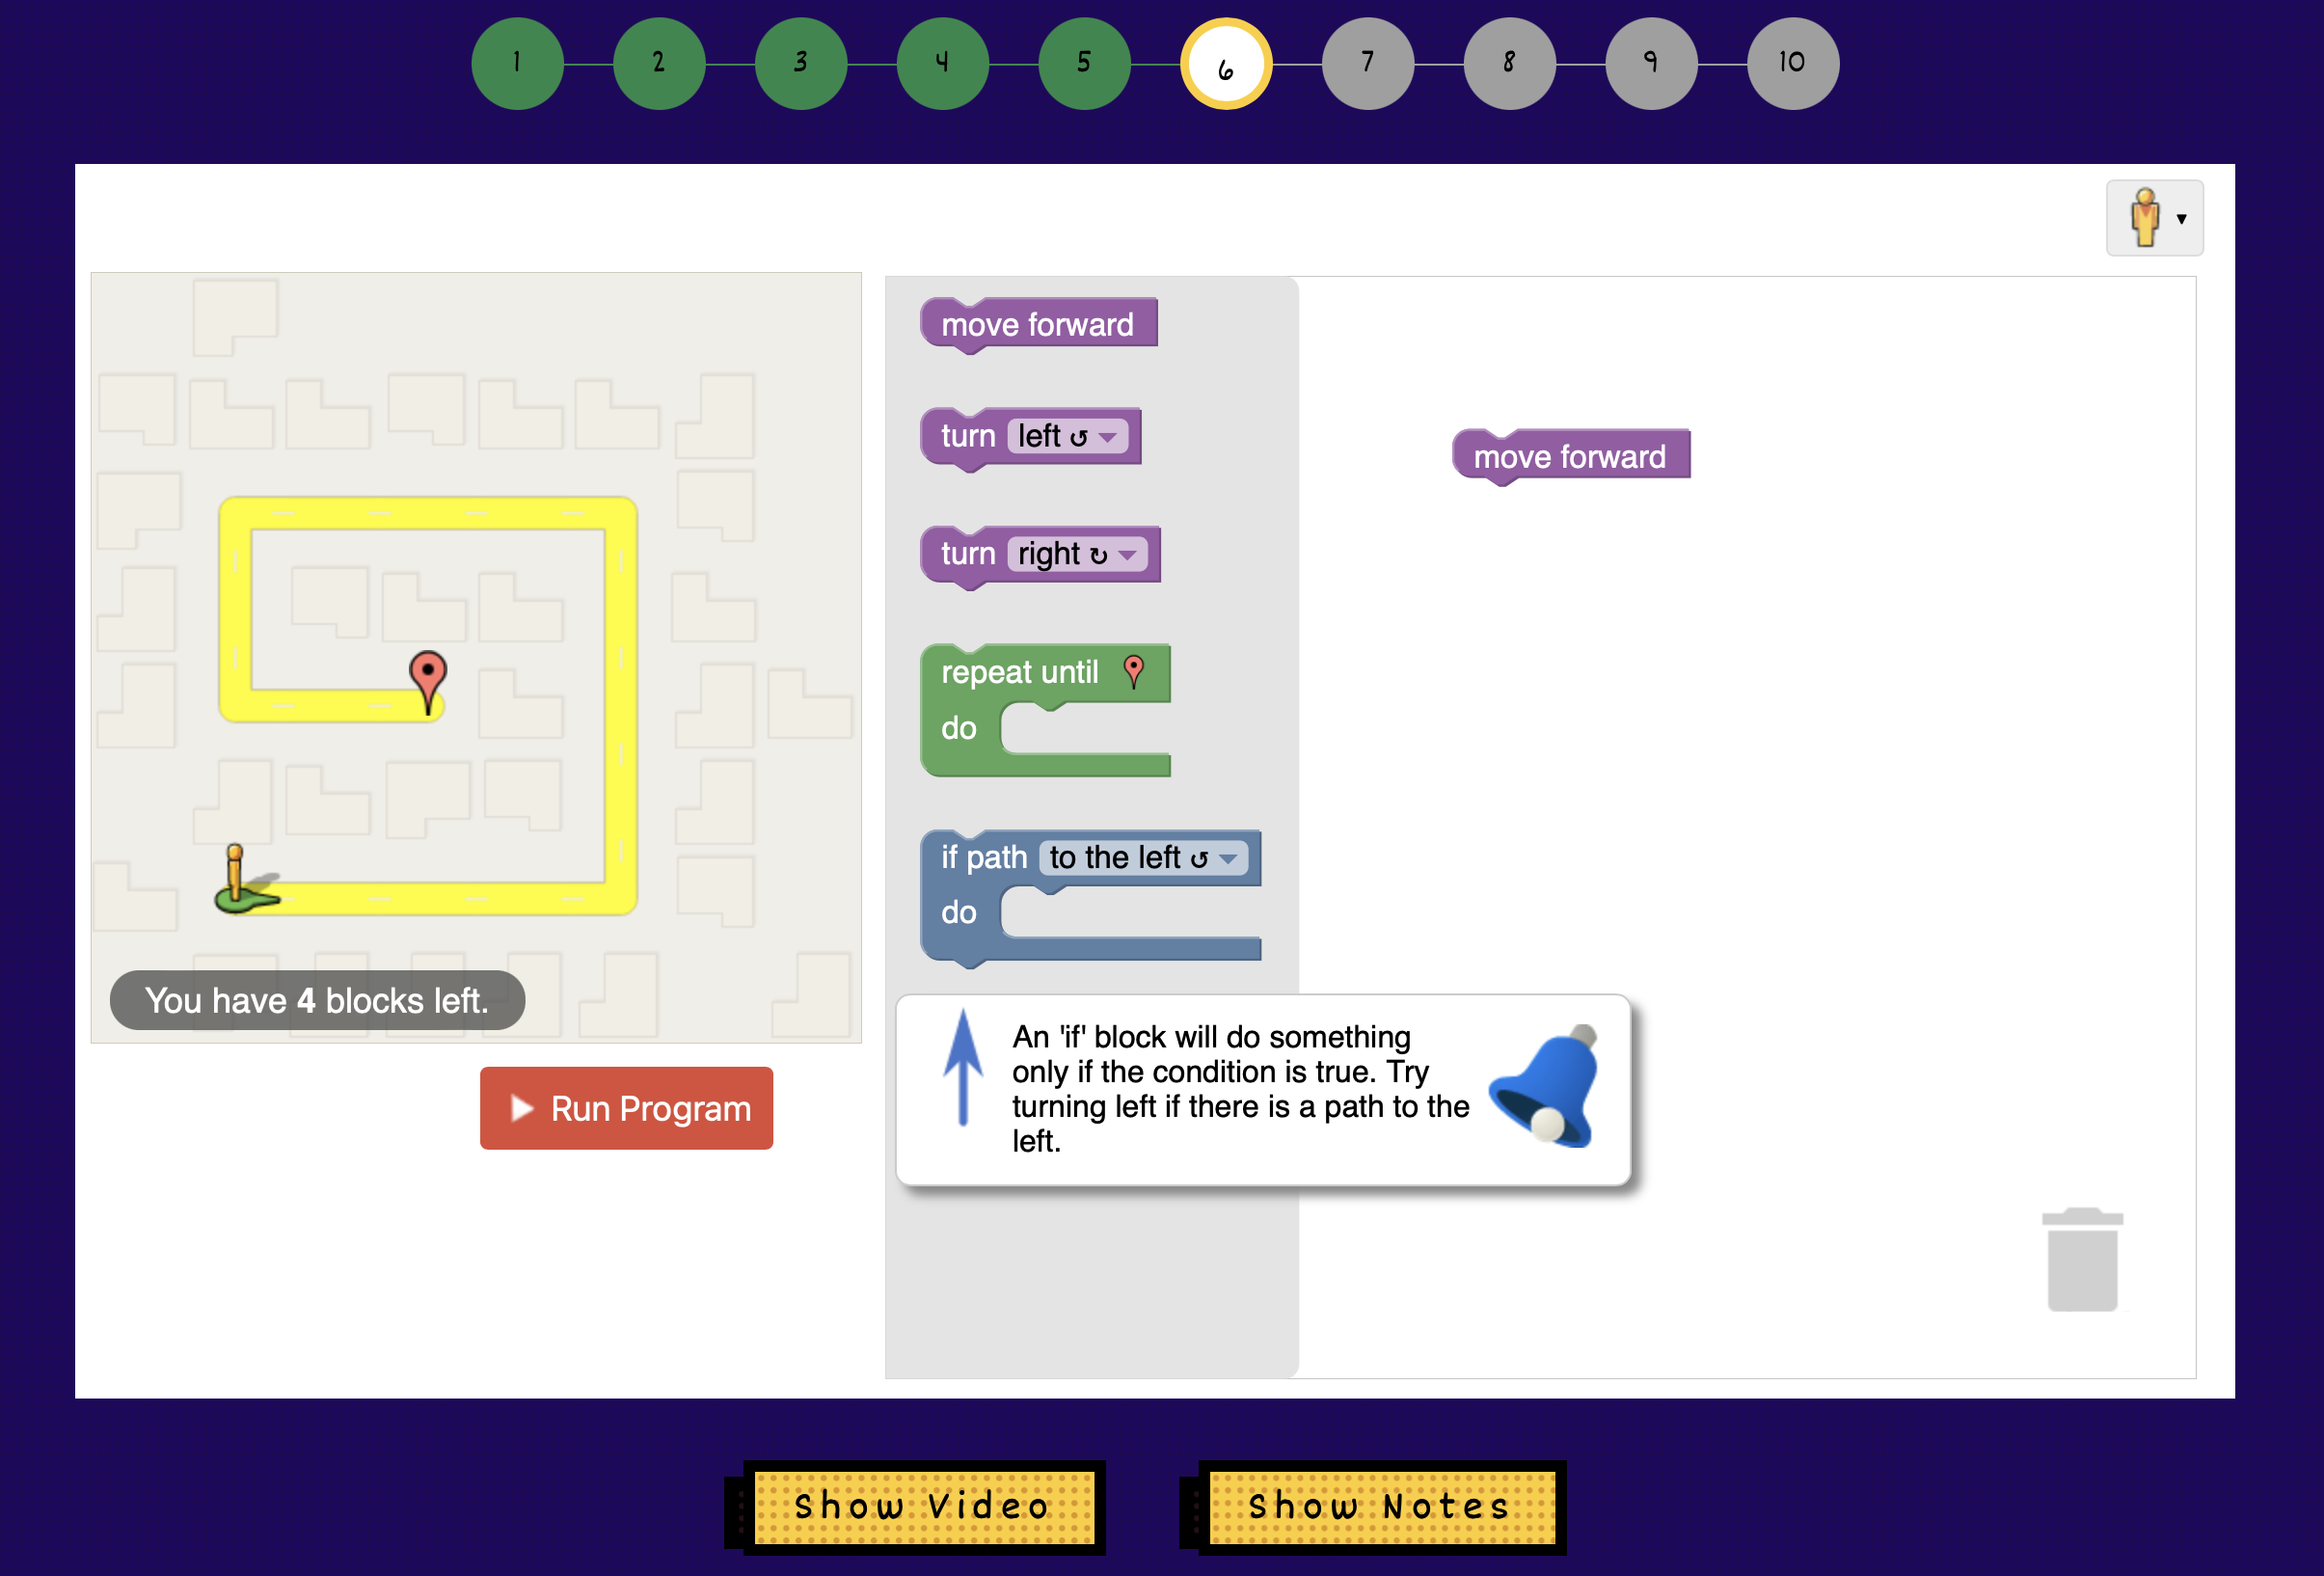 1 2 3 4 5 6 7 8 9 10
move forward
turn left ↺
turn right ↻
repeat until
do
if path to the left ↺
do
move forward
You have 4 blocks left.
Run Program
An 'if' block will do something
only if the condition is true. Try
turning left if there is a path to the
left.
Show Video
Show Notes